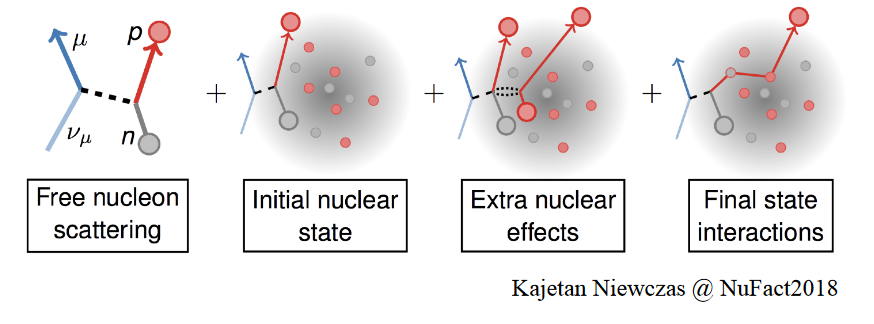 μ
p
ν_μ
n
+
+
+
Free nucleon
scattering
Initial nuclear
state
Extra nuclear
effects
Final state
interactions
Kajetan Niewczas @ NuFact2018